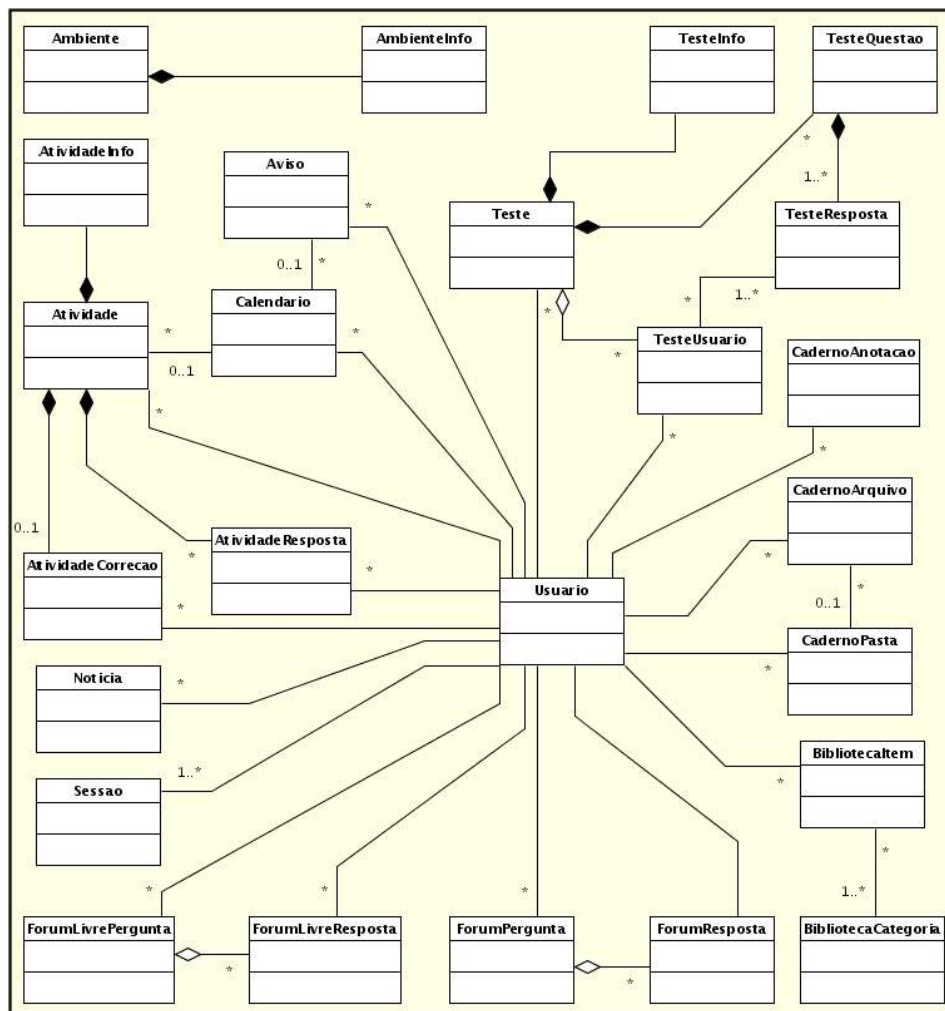 Ambiente
AmbienteInfo
TesteInfo
TesteQuestao
AtividadeInfo
Aviso
*
*
1..*
Teste
TesteResposta
0..1
*
Calendario
*
1..*
*
*
Atividade
*
0..1
*
TesteUsuario
*
CadernoAnotacao
*
*
*
CadernoArquivo
0..1
AtividadeResposta
*
*
AtividadeCorrecao
*
*
Usuario
*
0..1
CadernoPasta
*
Noticia
*
1..*
Sessao
BibliotecaItem
*
*
1..*
*
*
*
ForumLivrePergunta
ForumLivreResposta
ForumPergunta
ForumResposta
BibliotecaCategoria
*
*